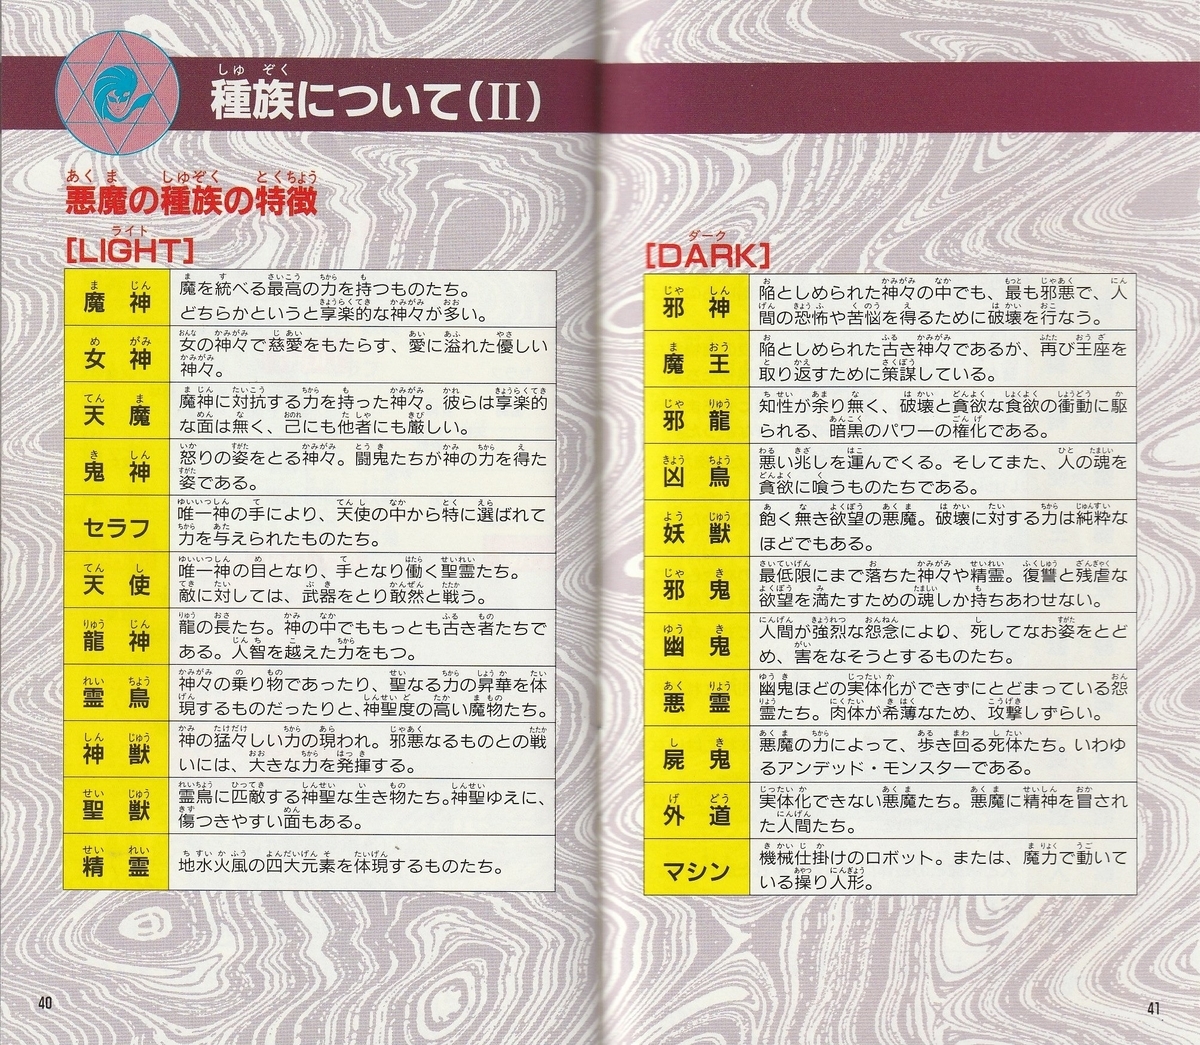 種族について(II)
悪魔の種族の特徴
[LIGHT]
魔神
魔を統べる最高の力を持つものたち。
どちらかというと享楽的な神々が多い。
女神
女の神々で慈愛をもたらす、愛に溢れた優しい
神々。
天魔
魔神に対抗する力を持った神々。彼らは享楽的
な面は無く、己にも他者にも厳しい。
鬼神
怒りの姿をとる神々。闘鬼たちが神の力を得た
姿である。
セラフ
唯一神の手により、天使の中から特に選ばれて
力を与えられたものたち。
天使
唯一神の目となり、手となり働く聖霊たち。
敵に対しては、武器をとり敢然と戦う。
龍神
龍の長たち。神の中でももっとも古き者たちで
ある。人智を越えた力をもつ。
霊鳥
神々の乗り物であったり、聖なる力の昇華を体
現するものだったりと、神聖度の高い魔物たち。
神獣
神の猛々しい力の現われ。邪悪なるものとの戦
いには、大きな力を発揮する。
聖獣
霊鳥に匹敵する神聖な生き物たち。神聖ゆえに、
傷つきやすい面もある。
精霊
地水火風の四大元素を体現するものたち。
40
[DARK]
邪神
陥としめられた神々の中でも、最も邪悪で、人
間の恐怖や苦悩を得るために破壊を行なう。
魔王
陥としめられた古き神々であるが、再び王座を
取り返すために策謀している。
邪龍
知性が余り無く、破壊と貪欲な食欲の衝動に駆
られる、暗黒のパワーの権化である。
凶鳥
悪い兆しを運んでくる。そしてまた、人の魂を
貪欲に喰うものたちである。
妖獣
飽く無き欲望の悪魔。破壊に対する力は純粋な
ほどでもある。
邪鬼
最低限にまで落ちた神々や精霊。復讐と残虐な
欲望を満たすための魂しか持ちあわせない。
幽鬼
人間が強烈な怨念により、死してなお姿をとど
め、害をなそうとするものたち。
悪霊
幽鬼ほどの実体化ができずにとどまっている怨
霊たち。肉体が希薄なため、攻撃しずらい。
屍鬼
悪魔の力によって、歩き回る死体たち。いわゆ
るアンデッド・モンスターである。
外道
実体化できない悪魔たち。悪魔に精神を冒され
た人間たち。
マシン
機械仕掛けのロボット。または、魔力で動いて
いる操り人形。
41